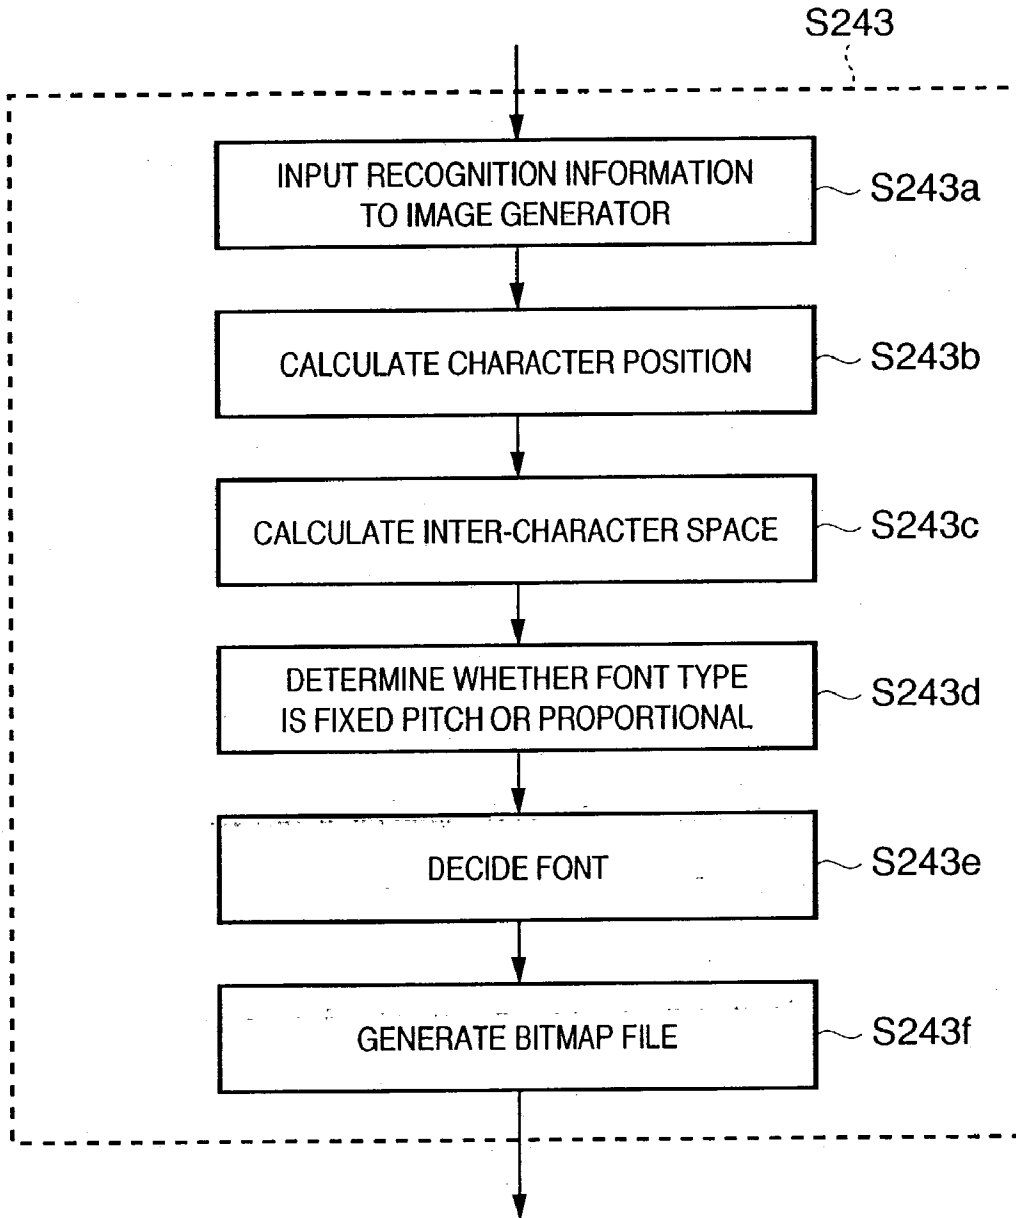 S243
INPUT RECOGNITION INFORMATION
TO IMAGE GENERATOR
S243a
CALCULATE CHARACTER POSITION
S243b
CALCULATE INTER-CHARACTER SPACE
S243c
DETERMINE WHETHER FONT TYPE
IS FIXED PITCH OR PROPORTIONAL
S243d
DECIDE FONT
S243e
GENERATE BITMAP FILE
S243f